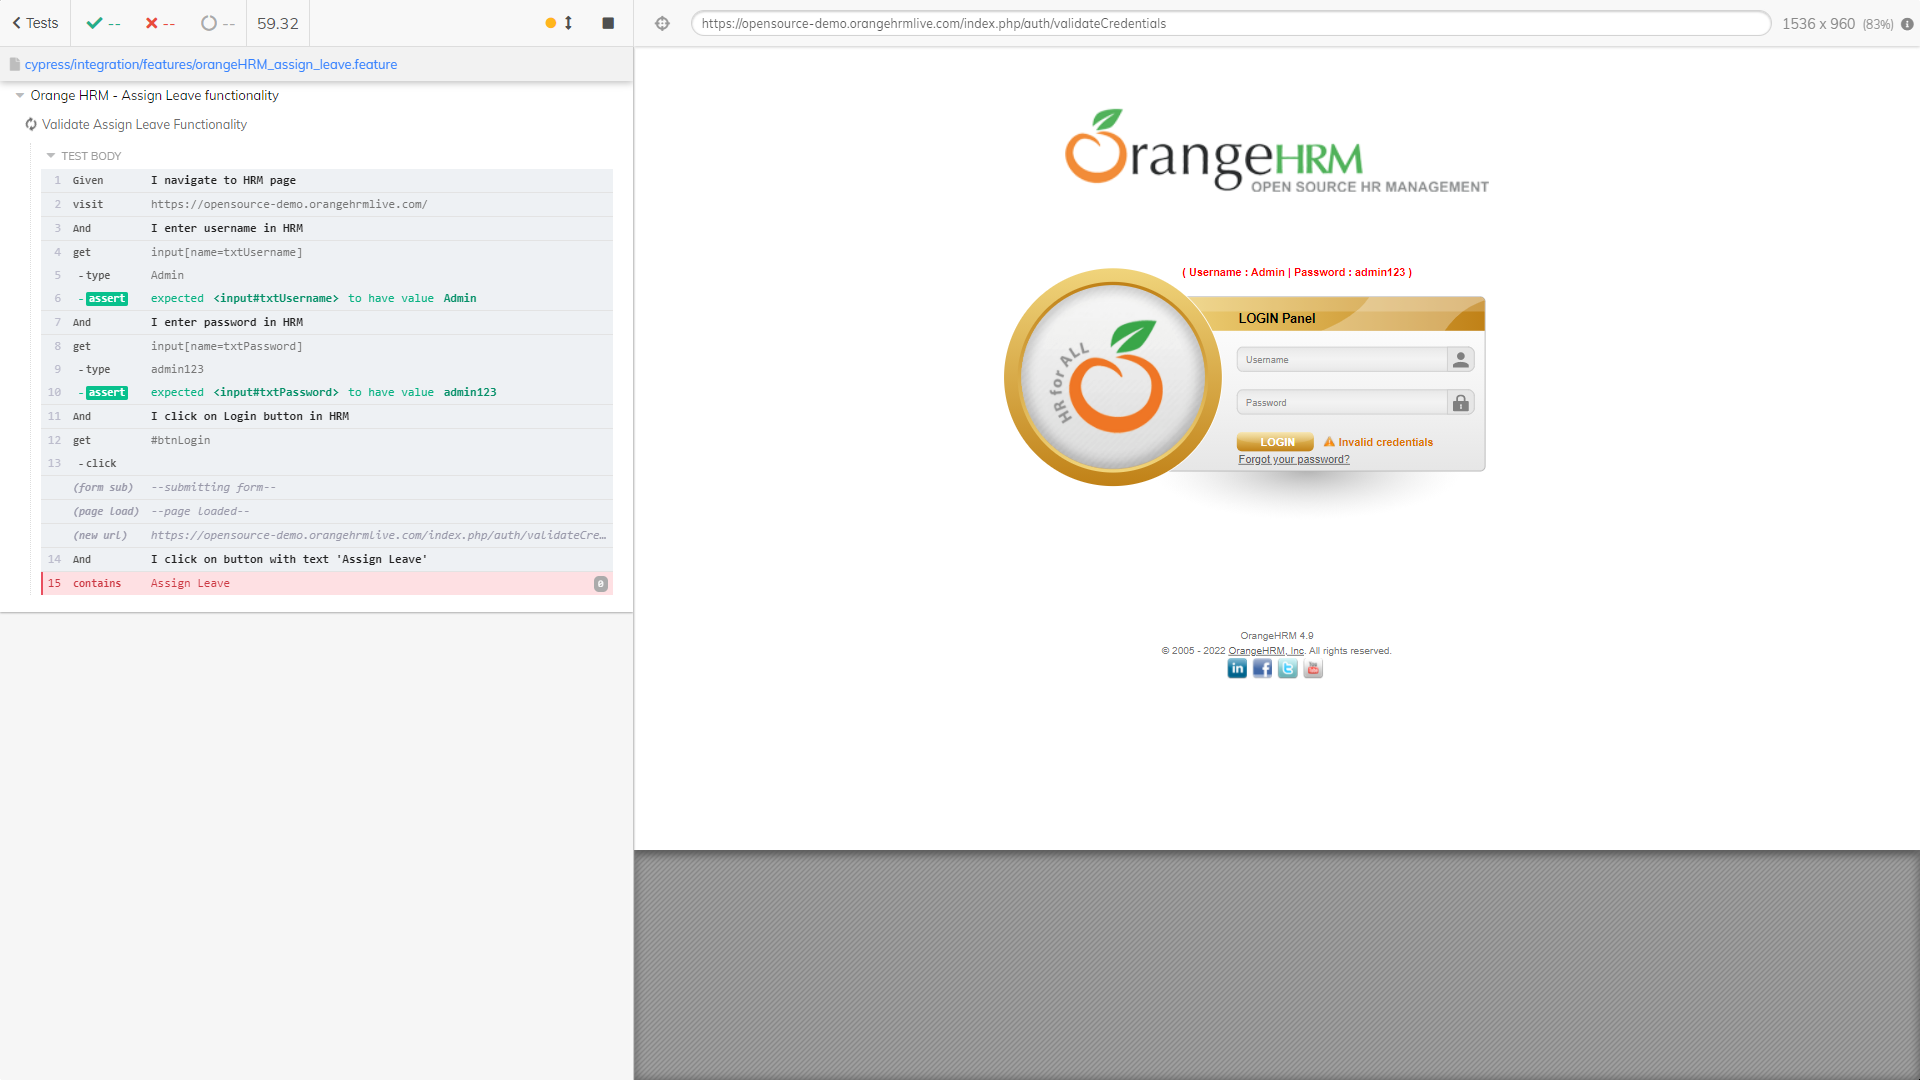 Tests
--
--
--
59.32
https://opensource-demo.orangehrmlive.com/index.php/auth/validateCredentials
1536 x 960 (83%)
cypress/integration/features/orangeHRM_assign_leave.feature
Orange HRM - Assign Leave functionality
Validate Assign Leave Functionality
TEST BODY
1 Given I navigate to HRM page
2 visit https://opensource-demo.orangehrmlive.com/
3 And I enter username in HRM
4 get input[name=txtUsername]
5 -type Admin
6 -assert expected <input#txtUsername> to have value Admin
7 And I enter password in HRM
8 get input[name=txtPassword]
9 -type admin123
10 -assert expected <input#txtPassword> to have value admin123
11 And I click on Login button in HRM
12 get #btnLogin
13 -click
(form sub) --submitting form--
(page load) --page loaded--
(new url) https://opensource-demo.orangehrmlive.com/index.php/auth/validateCre...
14 And I click on button with text 'Assign Leave'
15 contains Assign Leave 0
OrangeHRM
OPEN SOURCE HR MANAGEMENT
( Username : Admin | Password : admin123 )
HR for ALL
LOGIN Panel
Username
Password
LOGIN Invalid credentials
Forgot your password?
OrangeHRM 4.9
© 2005 - 2022 OrangeHRM, Inc. All rights reserved.